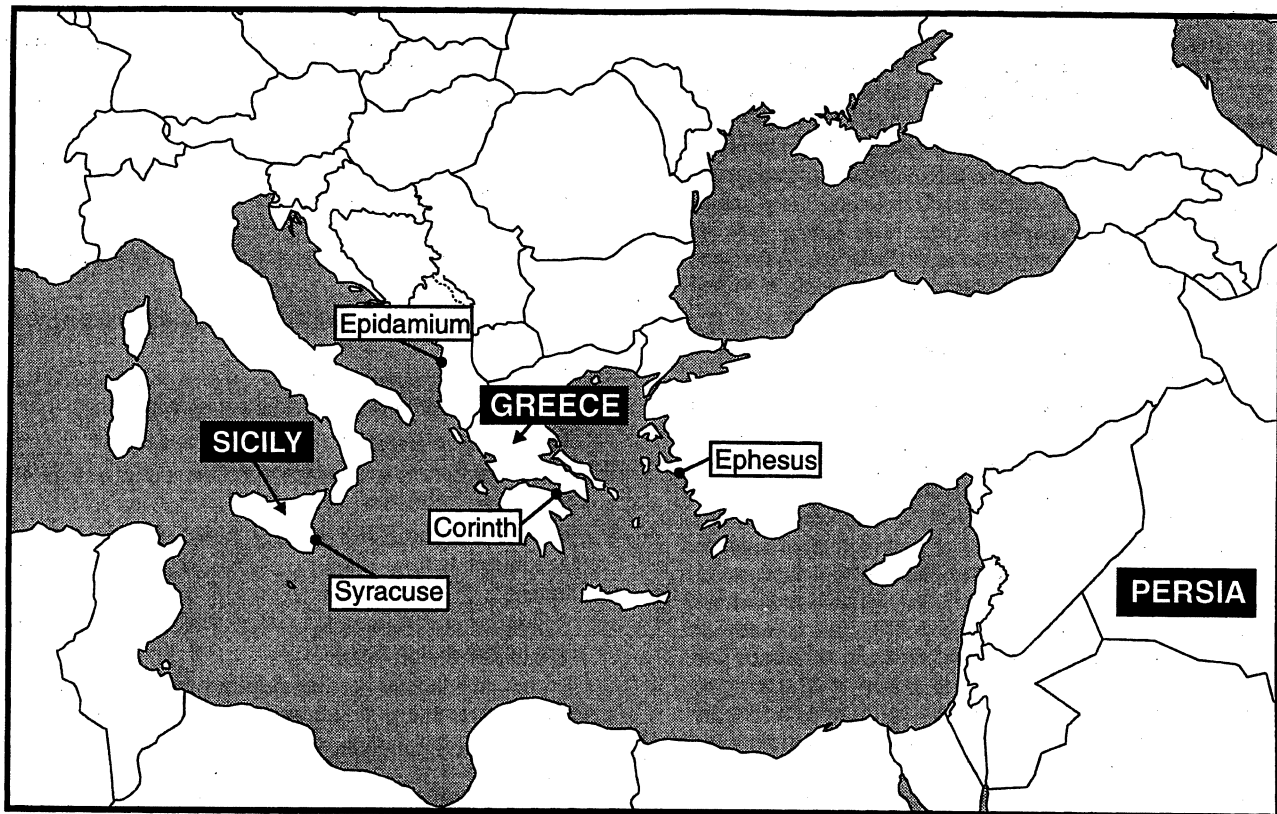 Epidamium
GREECE
SICILY
Ephesus
Corinth
Syracuse
PERSIA